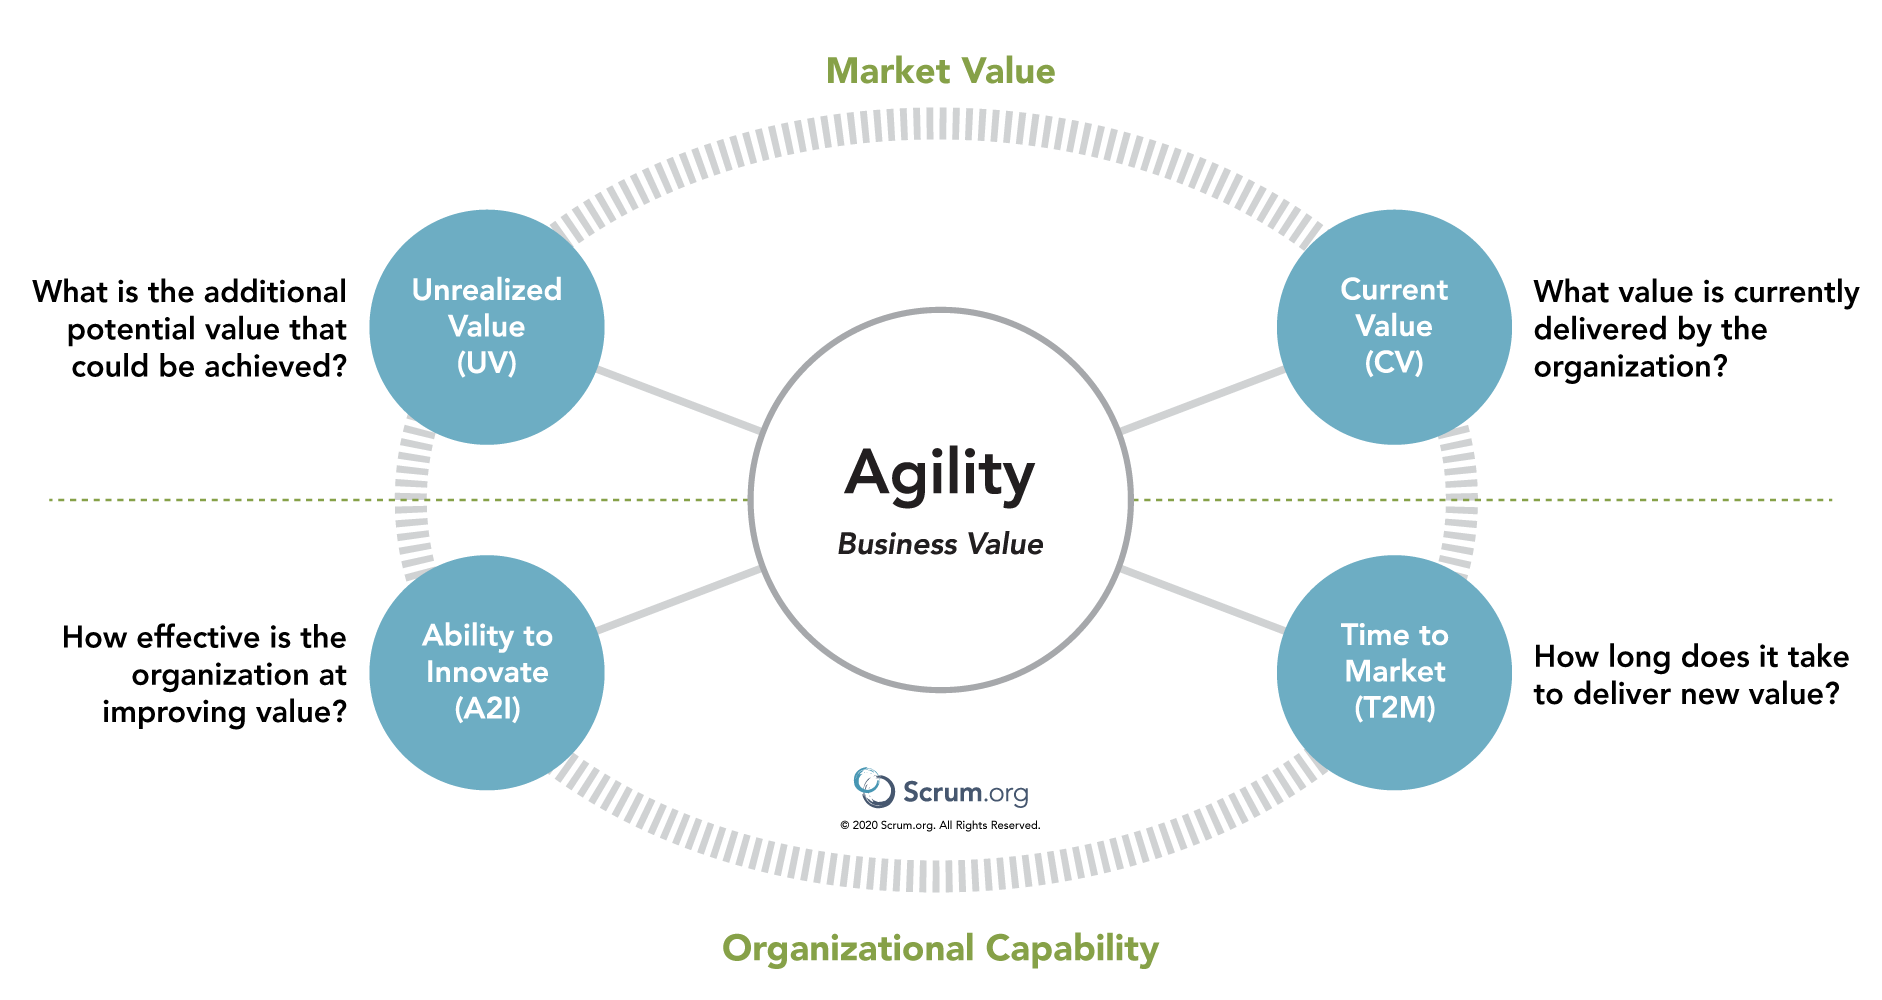 Market Value
What is the additional
potential value that
could be achieved?
Unrealized
Value
(UV)
Current
Value
(CV)
What value is currently
delivered by the
organization?
Agility
Business Value
How effective is the
organization at
improving value?
Ability to
Innovate
(A2I)
Time to
Market
(T2M)
How long does it take
to deliver new value?
Scrum.org
© 2020 Scrum.org. All Rights Reserved.
Organizational Capability